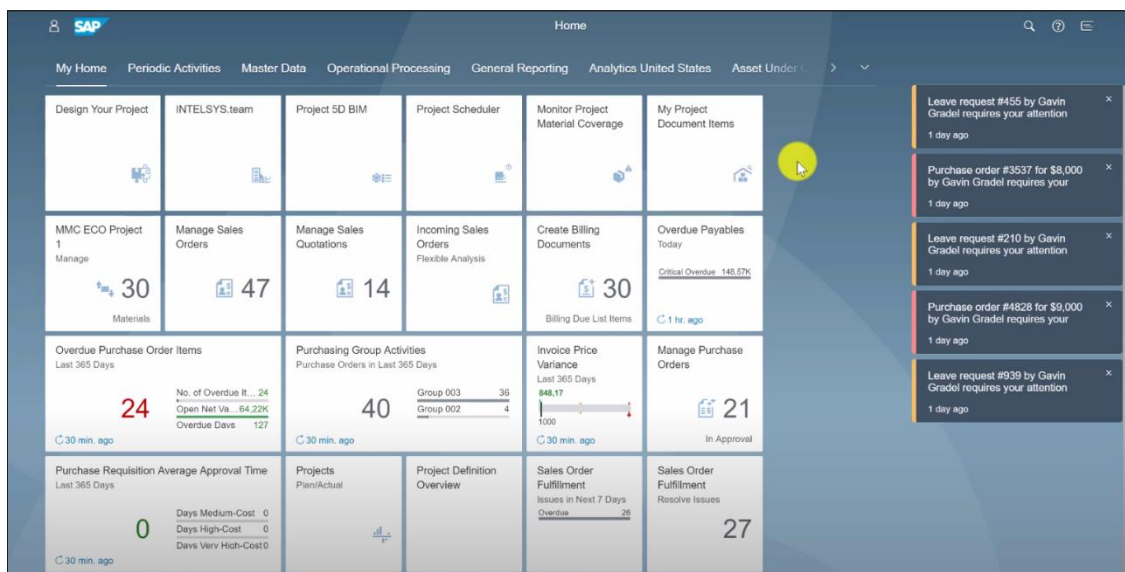 SAP
Home
My Home Periodic Activities Master Data Operational Processing General Reporting Analytics United States Asset Under
Design Your Project
INTELSYS.team
Project 5D BIM
Project Scheduler
Monitor Project
Material Coverage
My Project
Document Items
MMC ECO Project
1
Manage
30
Materials
Manage Sales
Orders
47
Manage Sales
Quotations
14
Incoming Sales
Orders
Flexible Analysis
Create Billing
Documents
30
Billing Due List Items
Overdue Payables
Today
Critical Overdue 148.57K
1 hr. ago
Overdue Purchase Order Items
Last 365 Days
24
No. of Overdue It... 24
Open Net Va... 64,22K
Overdue Days 127
30 min. ago
Purchasing Group Activities
Purchase Orders in Last 365 Days
40
Group 003 36
Group 002 4
30 min. ago
Invoice Price
Variance
Last 365 Days
848,17
1000
30 min. ago
Manage Purchase
Orders
21
In Approval
Purchase Requisition Average Approval Time
Last 365 Days
0
Days Medium-Cost 0
Days High-Cost 0
Days Very High-Cost 0
30 min. ago
Projects
Plan/Actual
Project Definition
Overview
Sales Order
Fulfillment
Issues in Next 7 Days
Overdue 26
Sales Order
Fulfillment
Resolve Issues
27
Leave request #455 by Gavin
Gradel requires your attention
1 day ago
Purchase order #3537 for $8,000
by Gavin Gradel requires your
1 day ago
Leave request #210 by Gavin
Gradel requires your attention
1 day ago
Purchase order #4828 for $9,000
by Gavin Gradel requires your
1 day ago
Leave request #939 by Gavin
Gradel requires your attention
1 day ago